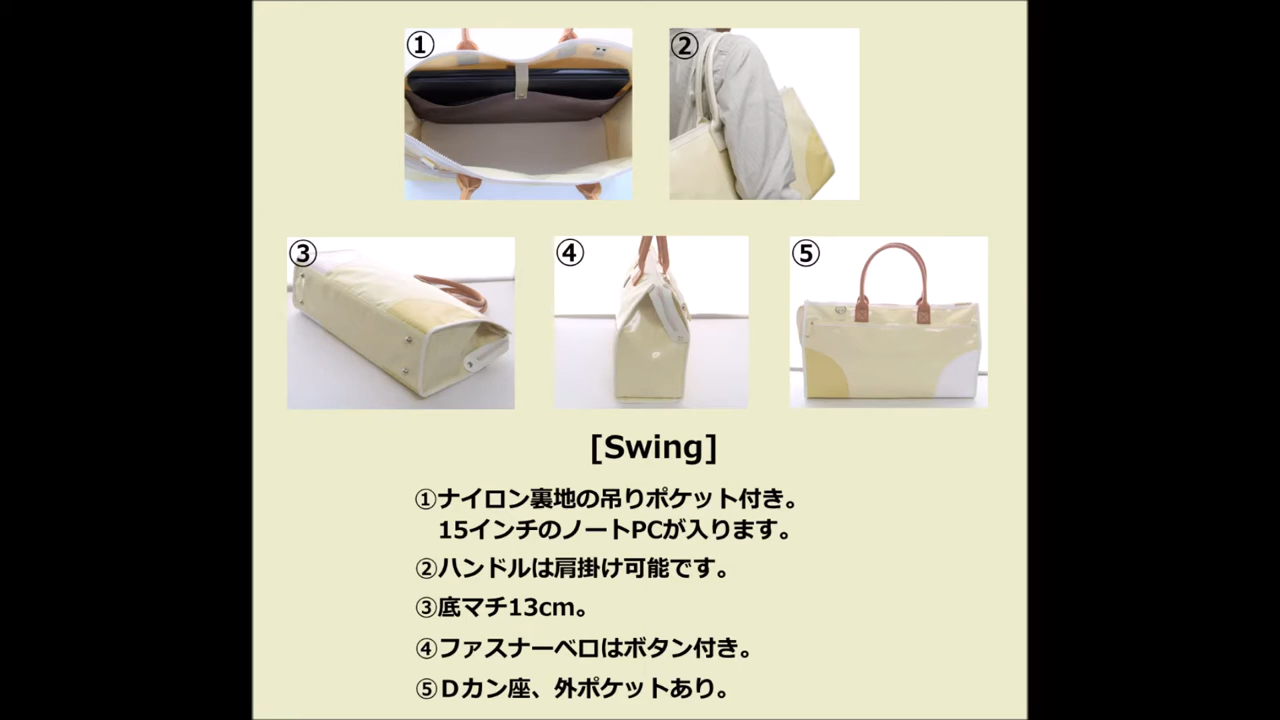 ①
②
③
④
⑤
[Swing]
①ナイロン裏地の吊りポケット付き。
15インチのノートPCが入ります。
②ハンドルは肩掛け可能です。
③底マチ13cm。
④ファスナーベロはボタン付き。
⑤Ｄカン座、外ポケットあり。